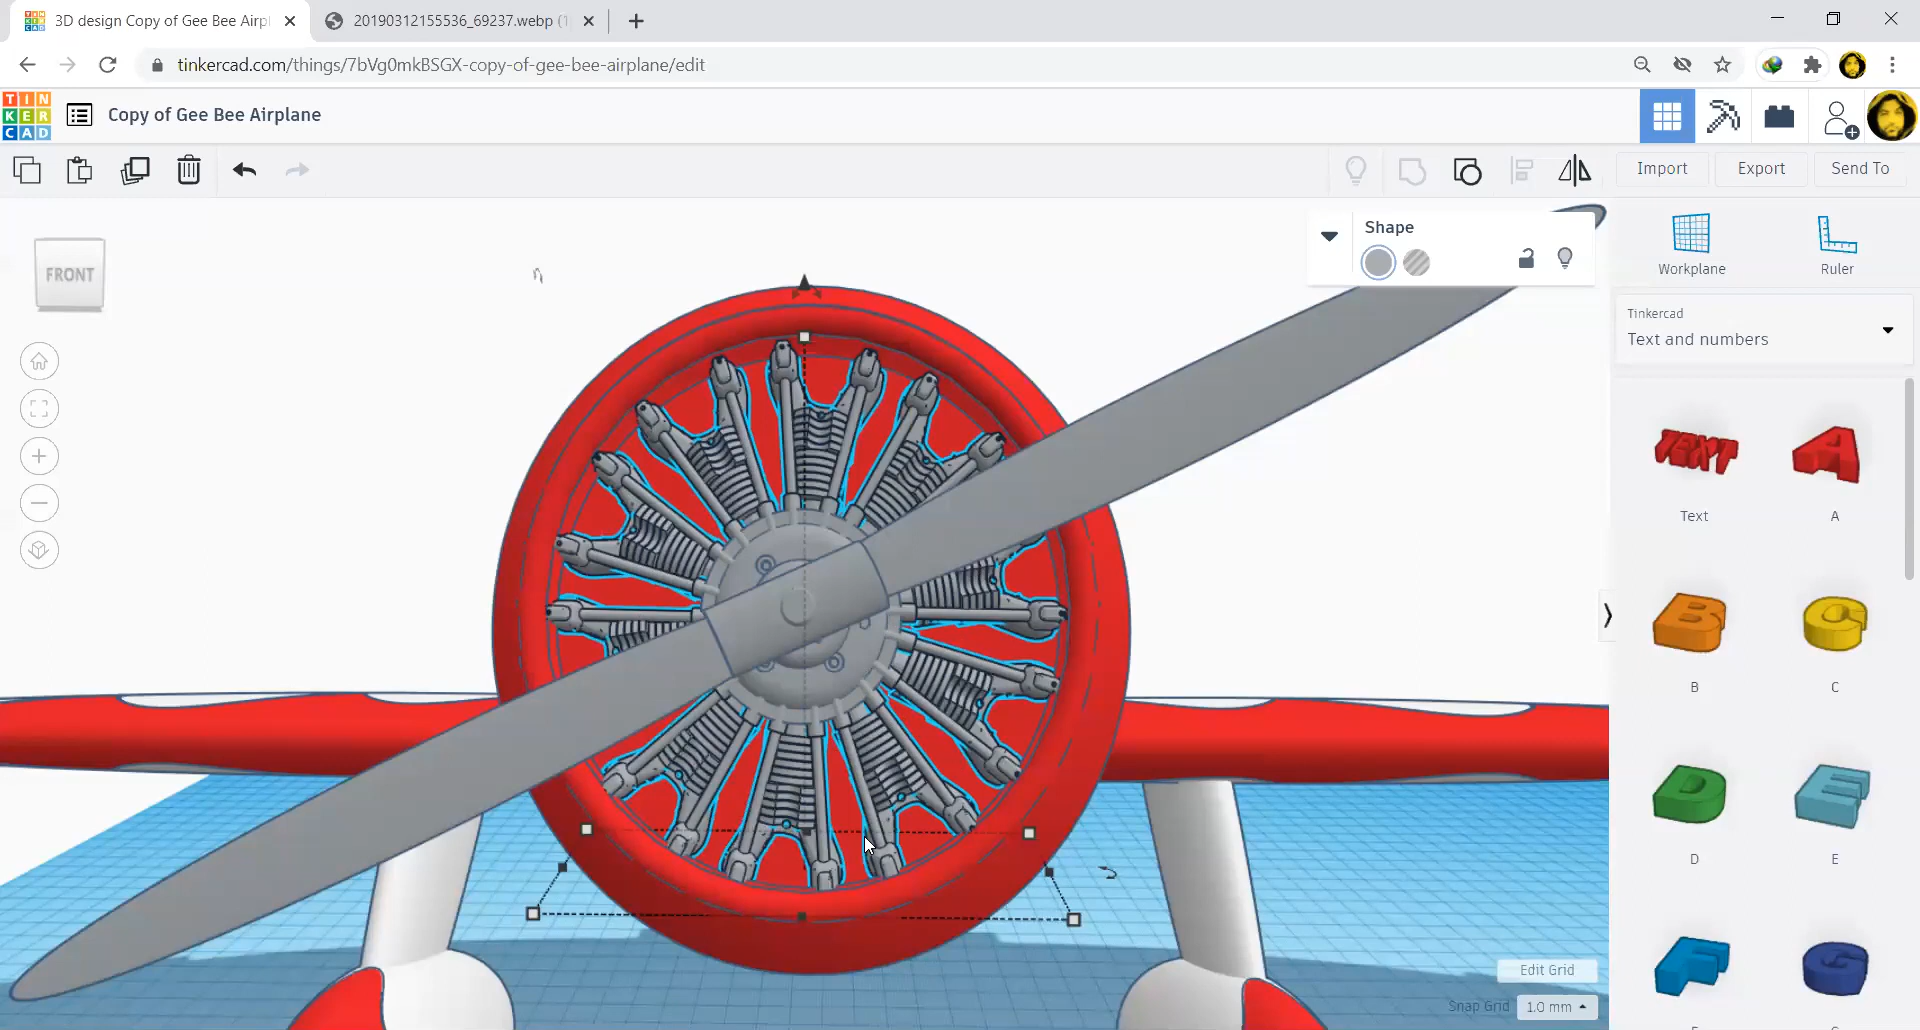 3D design Copy of Gee Bee Airpl
20190312155536_69237.webp (1
tinkercad.com/things/7bVg0mkBSGX-copy-of-gee-bee-airplane/edit
TIN
KER
CAD
Copy of Gee Bee Airplane
Import
Export
Send To
Shape
FRONT
Workplane
Ruler
Tinkercad
Text and numbers
TEXT
A
Text
A
B
C
B
C
D
E
D
E
F
G
Edit Grid
Snap Grid
1.0 mm